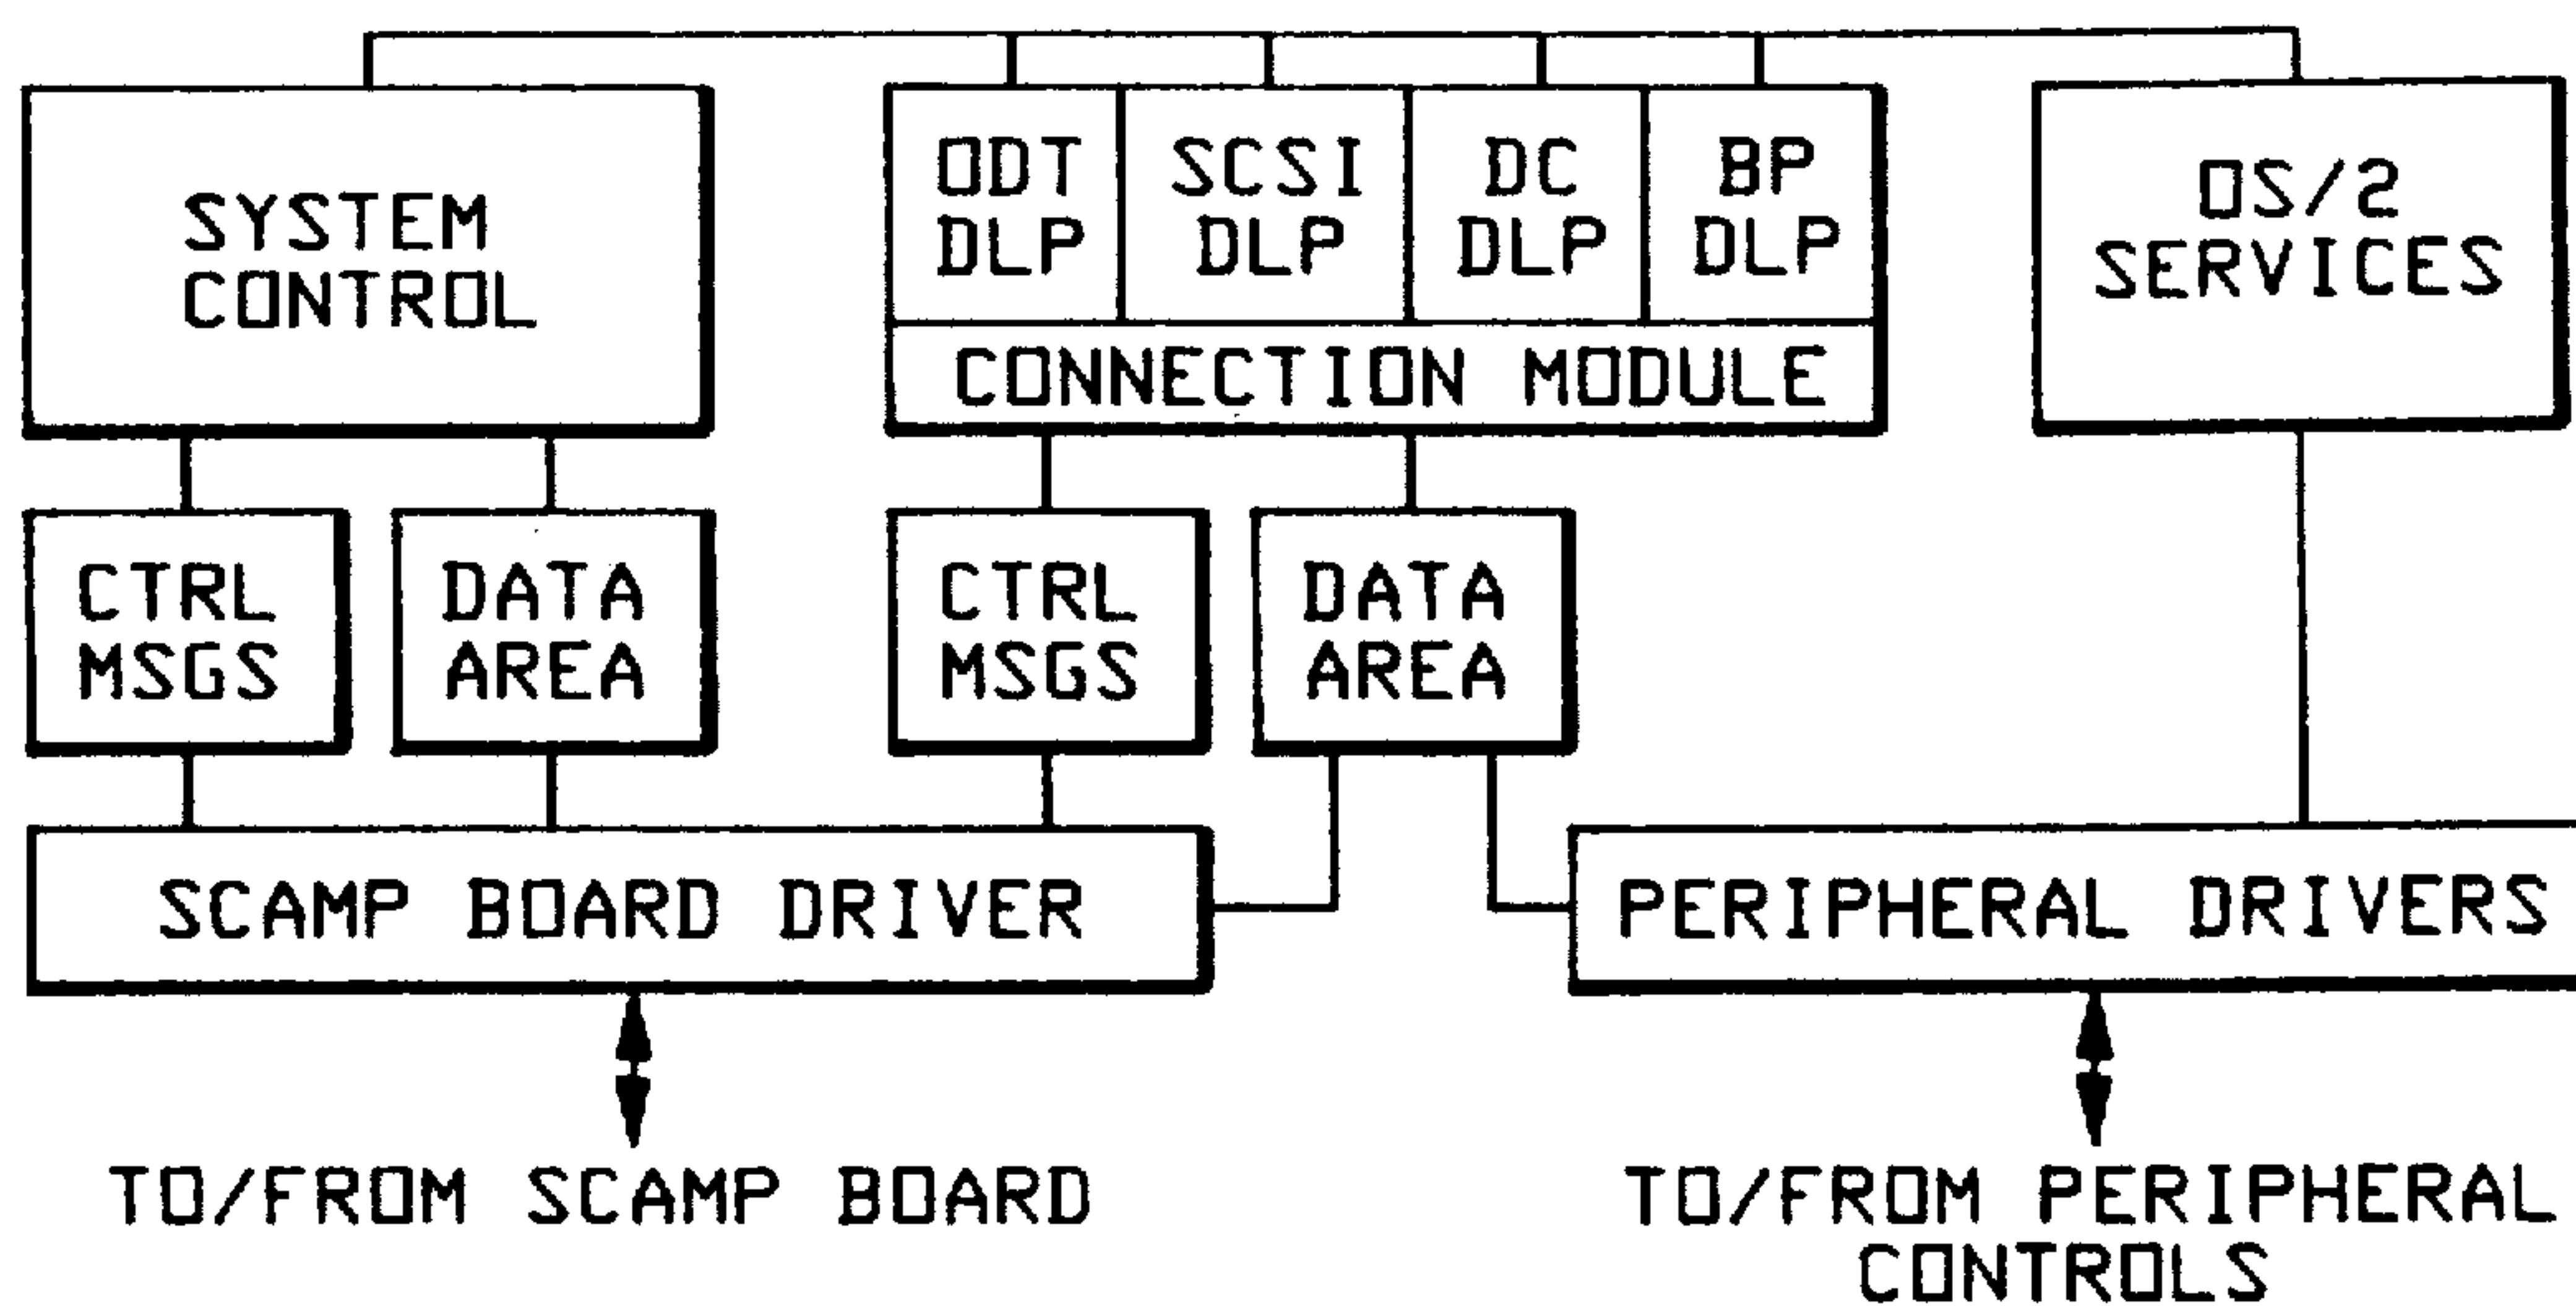 SYSTEM
CONTROL
ODT
DLP
SCSI
DLP
DC
DLP
BP
DLP
CONNECTION MODULE
OS/2
SERVICES
CTRL
MSGS
DATA
AREA
CTRL
MSGS
DATA
AREA
SCAMP BOARD DRIVER
PERIPHERAL DRIVERS
TO/FROM SCAMP BOARD
TO/FROM PERIPHERAL
CONTROLS